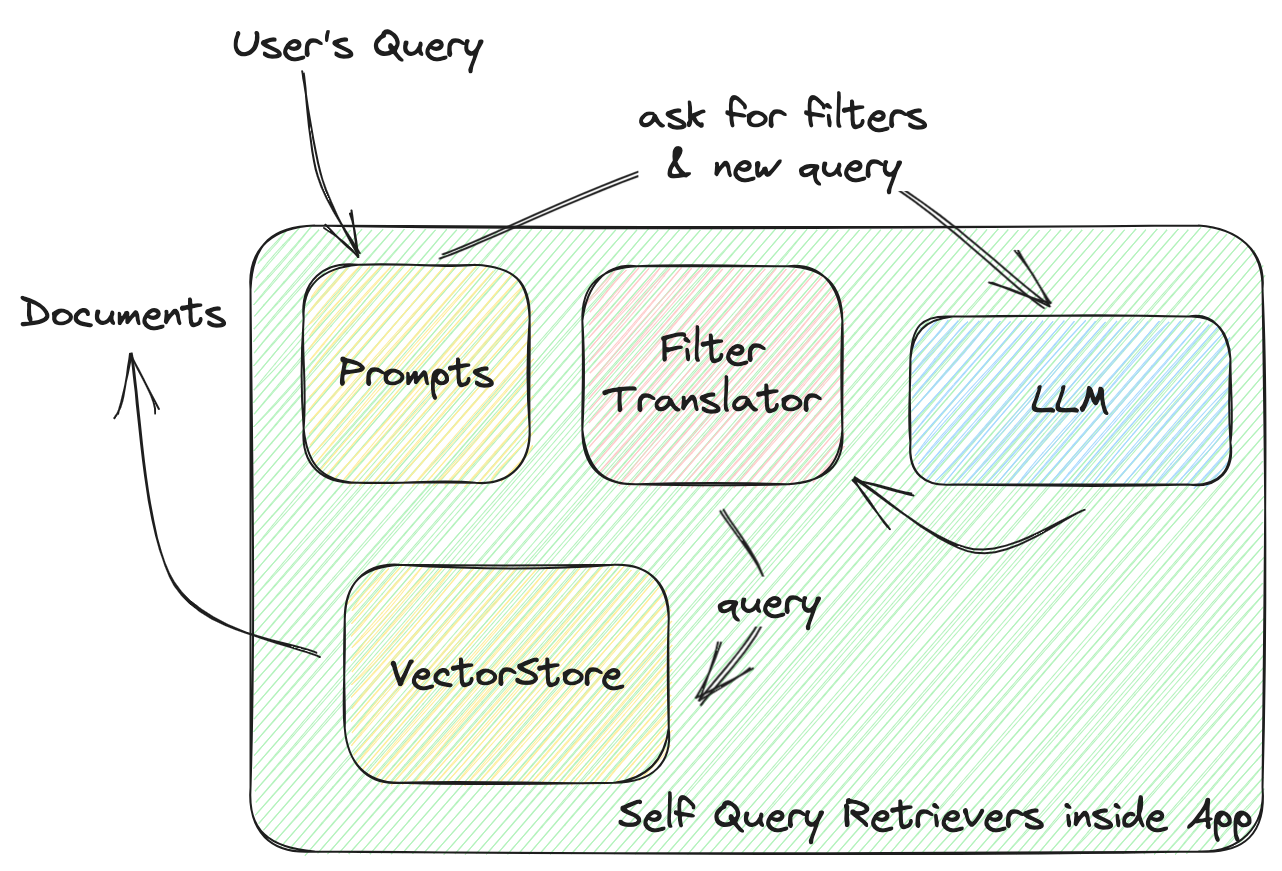 User's Query
ask for filters
& new query
Documents
Prompts
Filter
Translator
LLM
query
VectorStore
Self Query Retrievers inside App